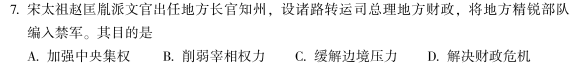 7. 宋太祖赵匡胤派文官出任地方长官知州，设诸路转运司总理地方财政，将地方精锐部队
编入禁军。其目的是
A. 加强中央集权 B. 削弱宰相权力 C. 缓解边境压力 D. 解决财政危机